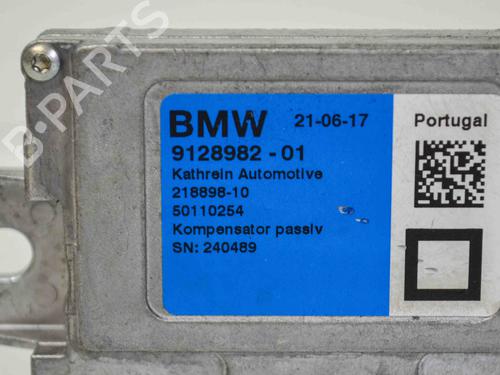 B-PARTS
BMW 21-06-17 Portugal
9128982 - 01
Kathrein Automotive
218898-10
50110254
Kompensator passiv
SN: 240489